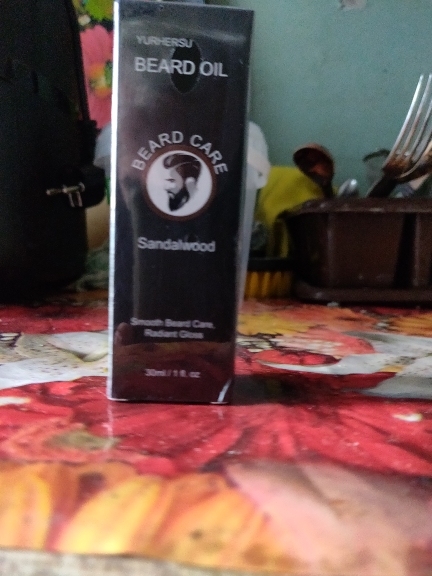 YURHERSU
BEARD OIL
BEARD CARE
Sandalwood
Smooth Beard Care,
Radiant Gloss
30ml / 1 fl. oz